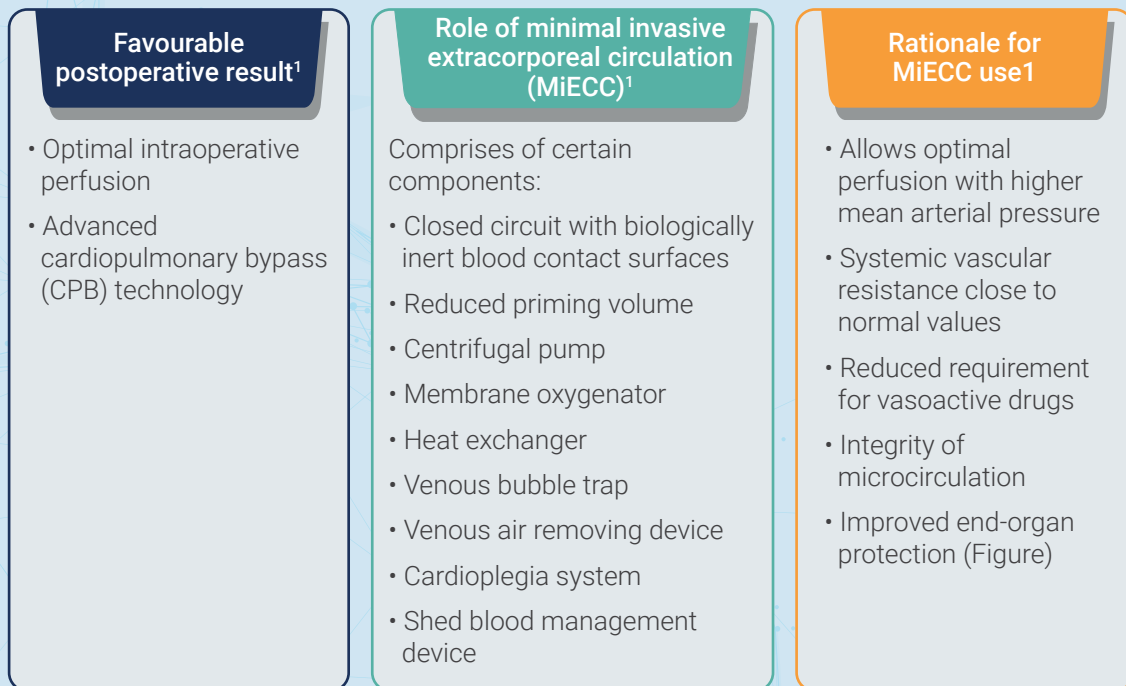 Favourable
postoperative result¹
• Optimal intraoperative
perfusion
• Advanced
cardiopulmonary bypass
(CPB) technology
Role of minimal invasive
extracorporeal circulation
(MiECC)¹
Comprises of certain
components:
• Closed circuit with biologically
inert blood contact surfaces
• Reduced priming volume
• Centrifugal pump
• Membrane oxygenator
• Heat exchanger
• Venous bubble trap
• Venous air removing device
• Cardioplegia system
• Shed blood management
device
Rationale for
MiECC use1
• Allows optimal
perfusion with higher
mean arterial pressure
• Systemic vascular
resistance close to
normal values
• Reduced requirement
for vasoactive drugs
• Integrity of
microcirculation
• Improved end-organ
protection (Figure)